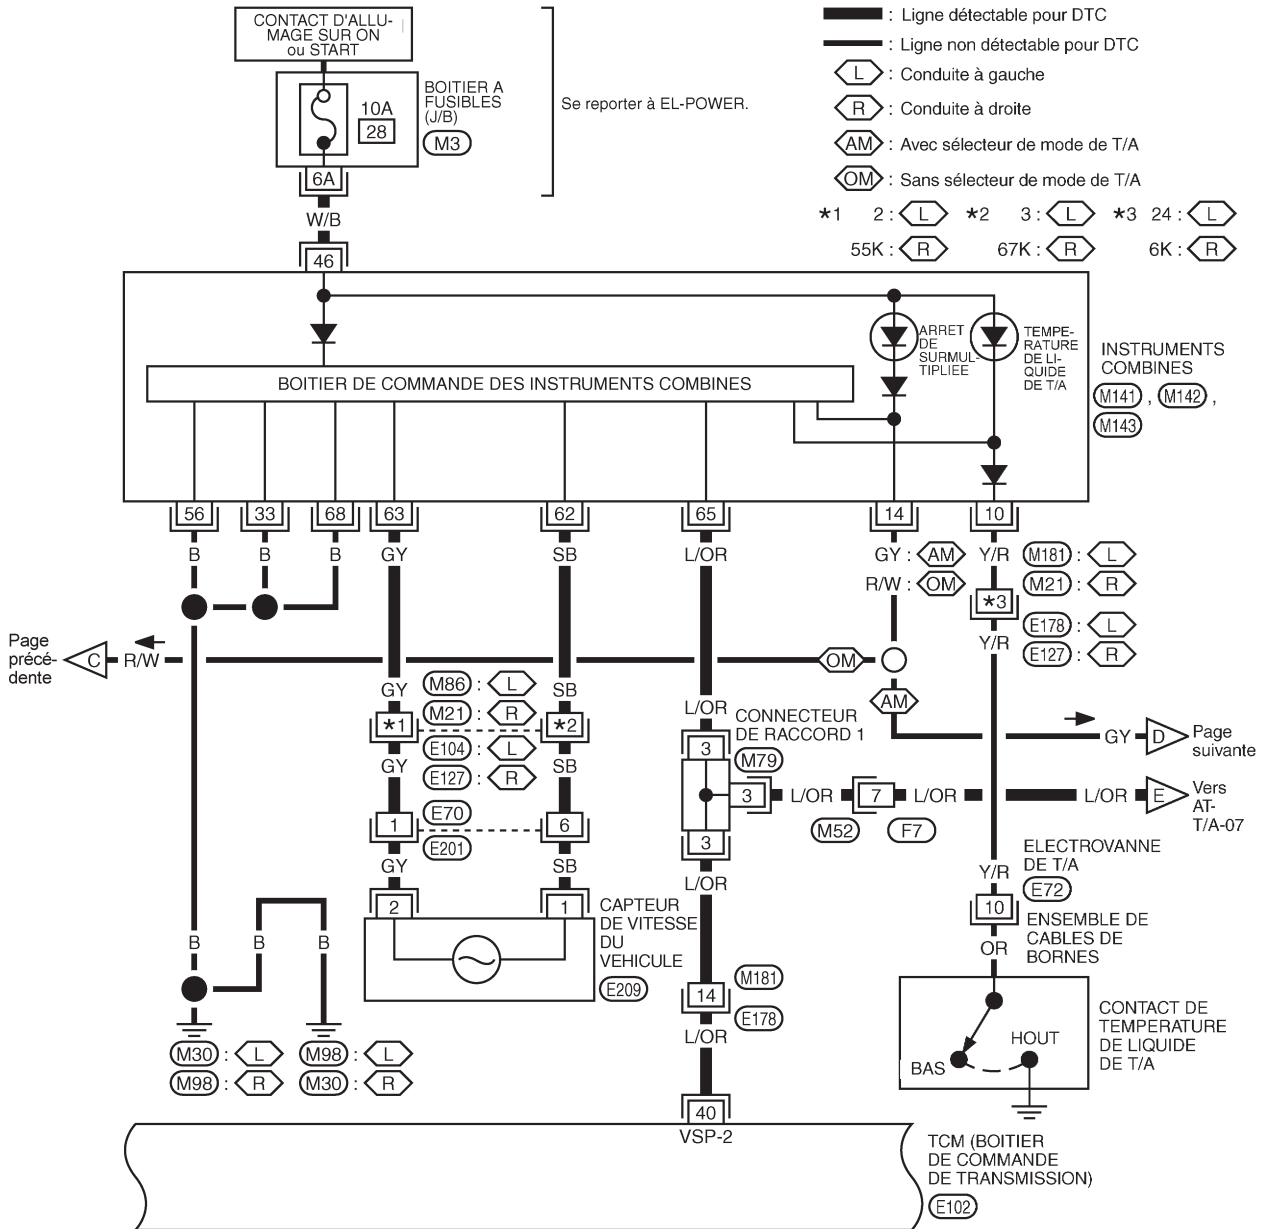 CONTACT D'ALLU-
MAGE SUR ON
ou START
10A
28
BOITIER A
FUSIBLES
(J/B)
M3
6A
W/B
46
Se reporter à EL-POWER.
: Ligne détectable pour DTC
: Ligne non détectable pour DTC
L : Conduite à gauche
R : Conduite à droite
AM : Avec sélecteur de mode de T/A
OM : Sans sélecteur de mode de T/A
*1 2 : L *2 3 : L *3 24 : L
55K : R 67K : R 6K : R
ARRET
DE
SURMUL-
TIPLIEE
TEMPE-
RATURE
DE LI-
QUIDE
DE T/A
BOITIER DE COMMANDE DES INSTRUMENTS COMBINES
INSTRUMENTS
COMBINES
M141 , M142 ,
M143
56 33 68 63 62 65 14 10
B B B GY SB L/OR GY : AM Y/R M181 : L
R/W : OM M21 : R
*3
E178 : L
Y/R E127 : R
Page
précé-
dente
C R/W
OM
AM
GY M86 : L SB
*1 M21 : R *2
E104 : L
GY E127 : R SB
1 E70 6
E201
GY SB
2 1
CAPTEUR
DE VITESSE
DU
VEHICULE
E209
L/OR
CONNECTEUR
DE RACCORD 1
M79
3
3 L/OR 7 L/OR L/OR E
M52 F7
3
L/OR
GY D
Page
suivante
Vers
AT-
T/A-07
ELECTROVANNE
DE T/A
Y/R E72
10
ENSEMBLE DE
CABLES DE
BORNES
OR
B B B
M30 : L M98 : L
M98 : R M30 : R
M181
14
E178
L/OR
40
VSP-2
BAS
HOUT
CONTACT DE
TEMPERATURE
DE LIQUIDE
DE T/A
TCM (BOITIER
DE COMMANDE
DE TRANSMISSION)
E102